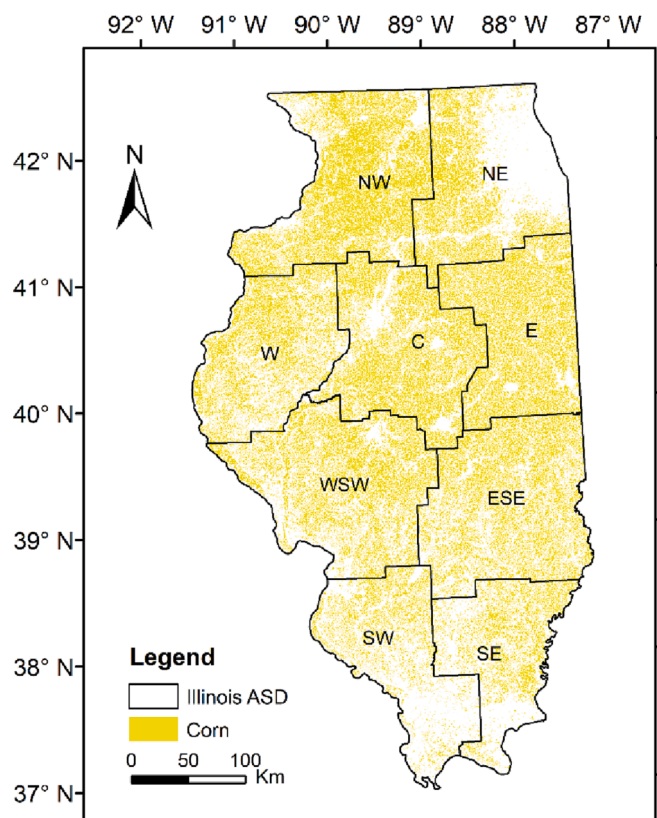 92° W 91° W 90° W 89° W 88° W 87° W
42° N
41° N
40° N
39° N
38° N
37° N
N
NW
NE
W
C
E
WSW
ESE
SW
SE
Legend
Illinois ASD
Corn
0 50 100
Km